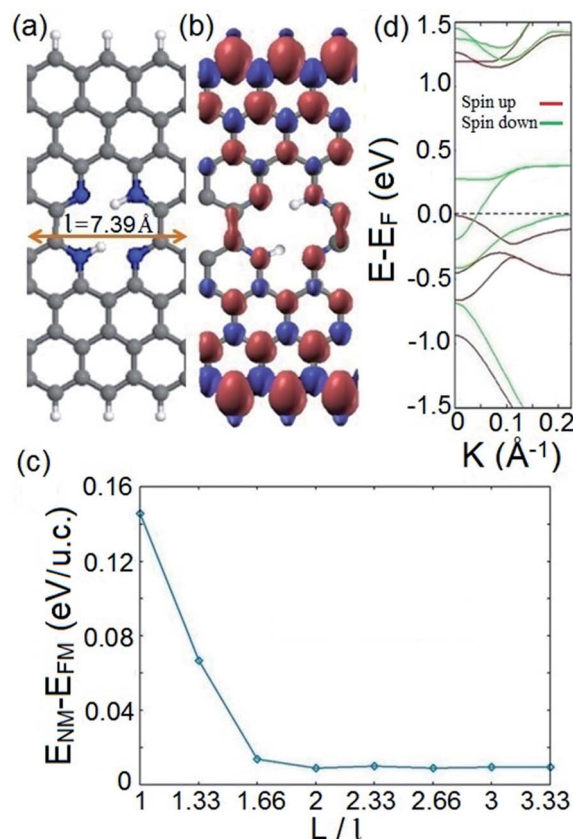 (a)
(b)
(d)
l=7.39Å
1.5
1.0
0.5
0.0
-0.5
-1.0
-1.5
E-E_F (eV)
Spin up
Spin down
0
0.1
0.2
K (Å⁻¹)
(c)
0.16
0.12
0.08
0.04
0
E_NM-E_FM (eV/u.c.)
1
1.33
1.66
2
2.33
2.66
3
3.33
L / l